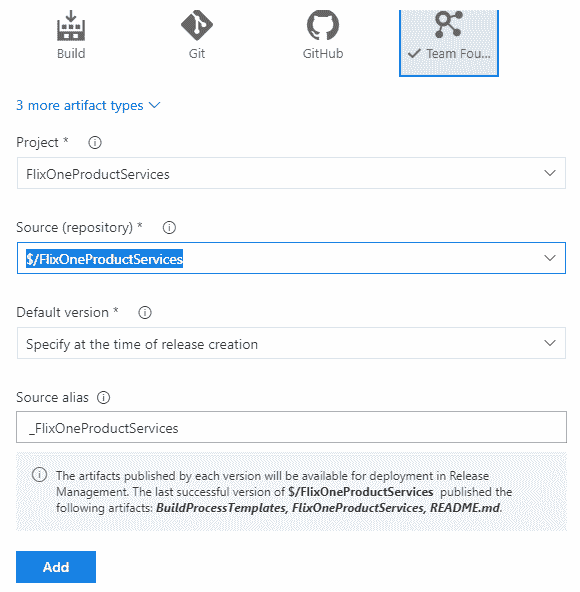 Build
Git
GitHub
Team Fou...
3 more artifact types
Project *
FlixOneProductServices
Source (repository) *
$/FlixOneProductServices
Default version *
Specify at the time of release creation
Source alias
_FlixOneProductServices
The artifacts published by each version will be available for deployment in Release
Management. The last successful version of $/FlixOneProductServices published the
following artifacts: BuildProcessTemplates, FlixOneProductServices, README.md.
Add